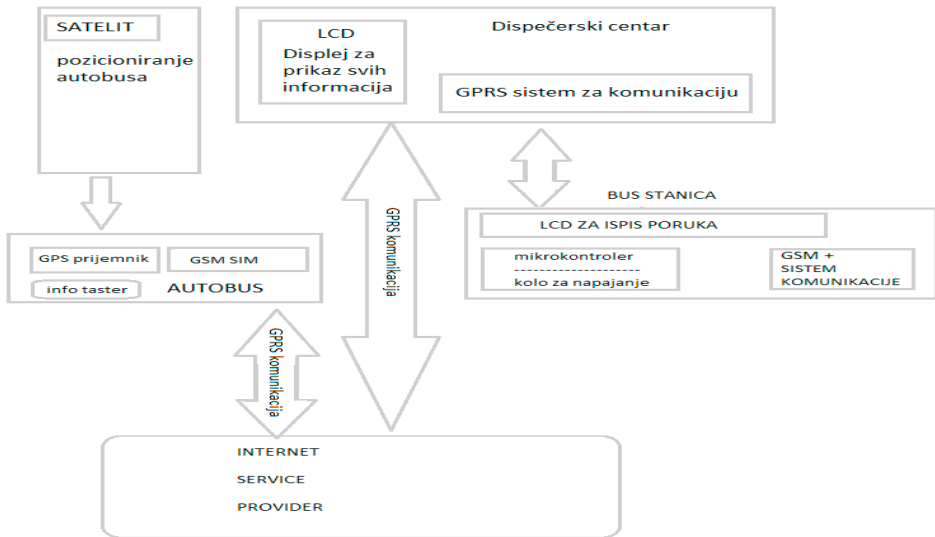 SATELIT
pozicioniranje
autobusa
LCD
Displej za
prikaz svih
informacija
Dispečerski centar
GPRS sistem za komunikaciju
GPRS komunikacija
BUS STANICA
LCD ZA ISPIS PORUKA
mikrokontroler
--------------------
kolo za napajanje
GSM +
SISTEM
KOMUNIKACIJE
GPS prijemnik
GSM SIM
info taster
AUTOBUS
GPRS komunikacija
INTERNET
SERVICE
PROVIDER